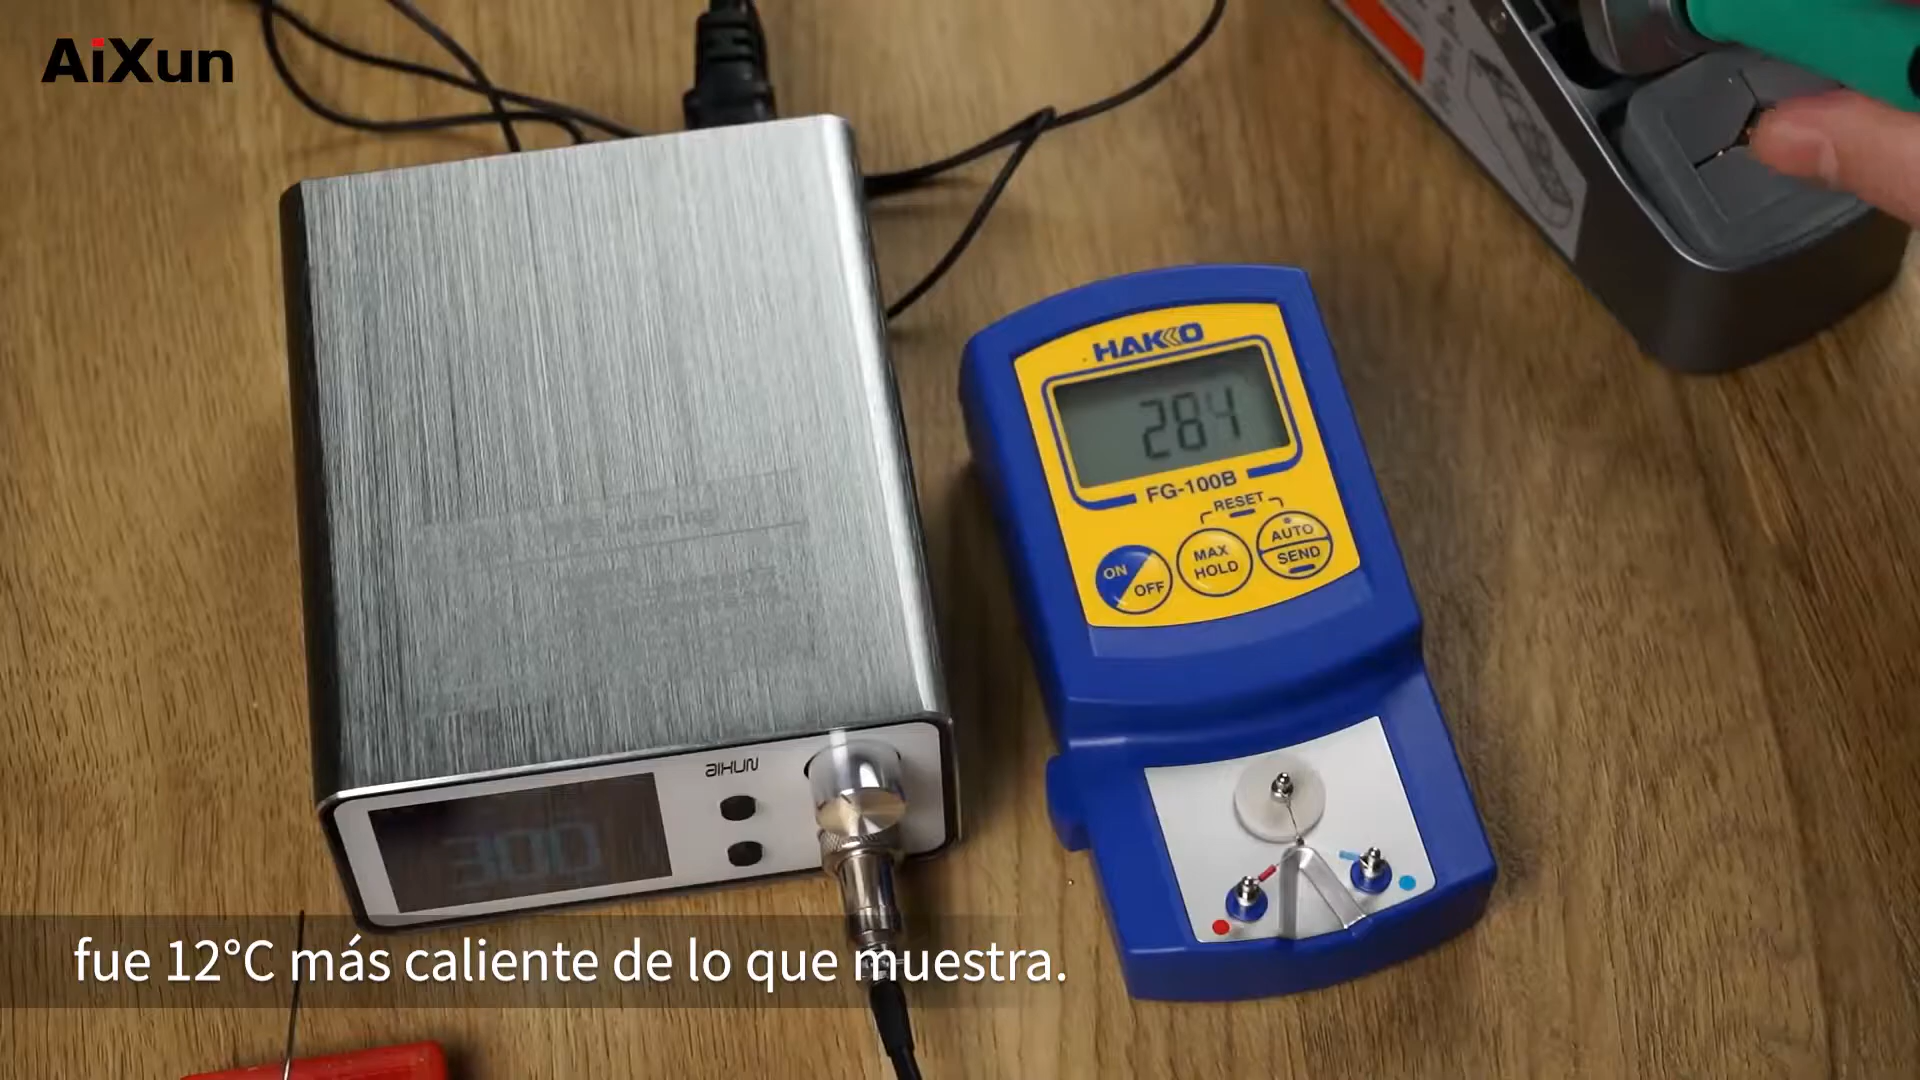 AiXun
HAKKO
284
FG-100B
RESET
ON
OFF
MAX
HOLD
AUTO
SEND
warning
aixun
300
fue 12°C más caliente de lo que muestra.